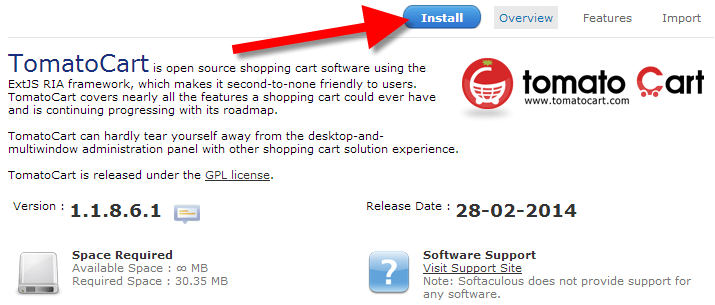 Install Overview Features Import
TomatoCart is open source shopping cart software using the
ExtJS RIA framework, which makes it second-to-none friendly to users.
TomatoCart covers nearly all the features a shopping cart could ever have
and is continuing progressing with its roadmap.
tomato Cart
www.tomatocart.com
TomatoCart can hardly tear yourself away from the desktop-and-
multiwindow administration panel with other shopping cart solution experience.
TomatoCart is released under the GPL license.
Version : 1.1.8.6.1
Release Date : 28-02-2014
Space Required
Available Space : ∞ MB
Required Space : 30.35 MB
Software Support
Visit Support Site
Note: Softaculous does not provide support for
any software.